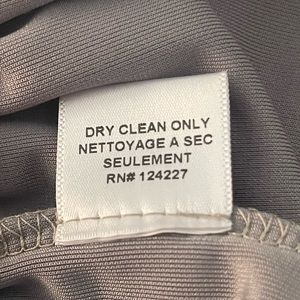 DRY CLEAN ONLY
NETTOYAGE A SEC
SEULEMENT
RN# 124227